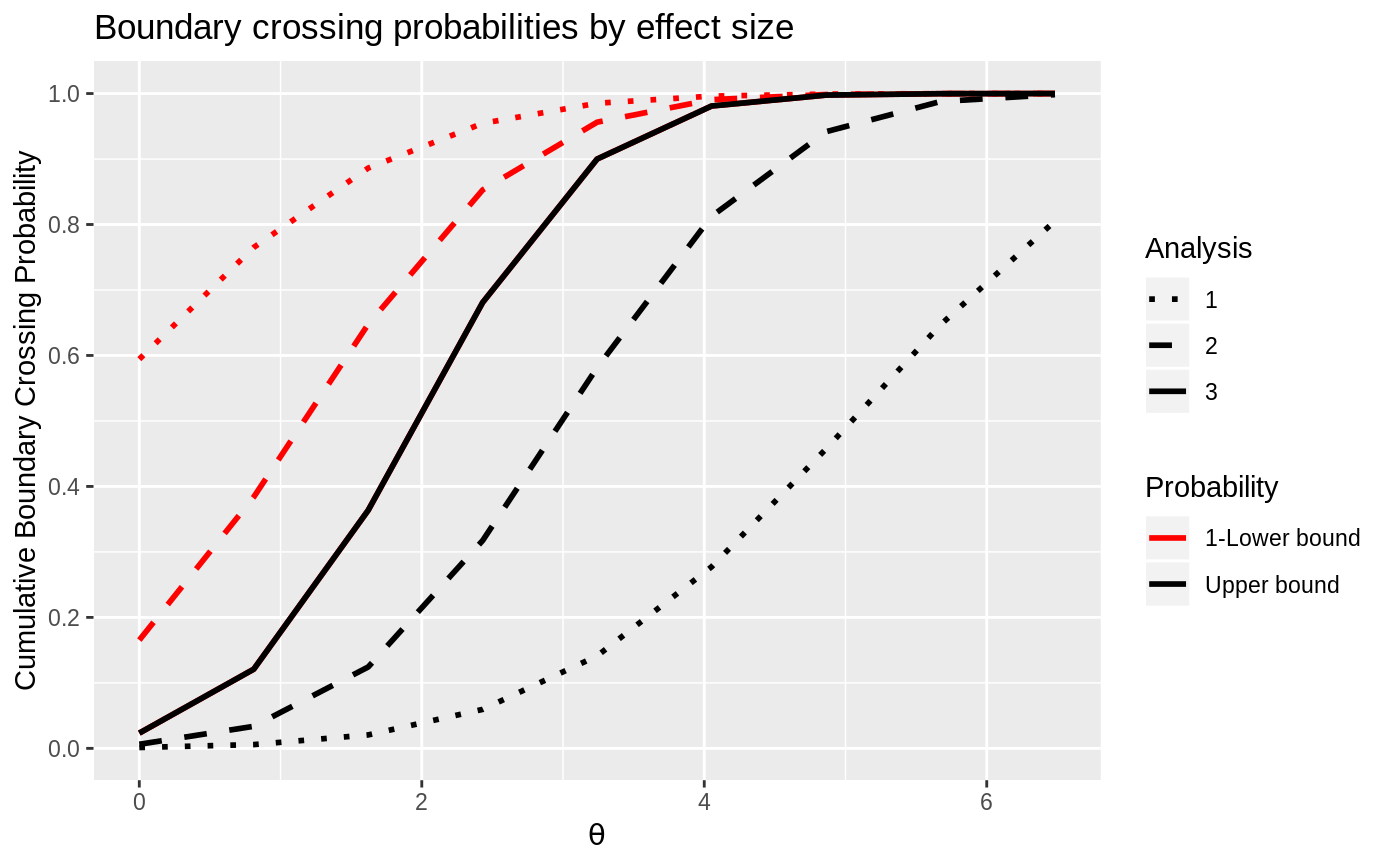 Boundary crossing probabilities by effect size
Cumulative Boundary Crossing Probability
1.0
0.8
0.6
0.4
0.2
0.0
0
2
4
6
θ
Analysis
1
2
3
Probability
1-Lower bound
Upper bound